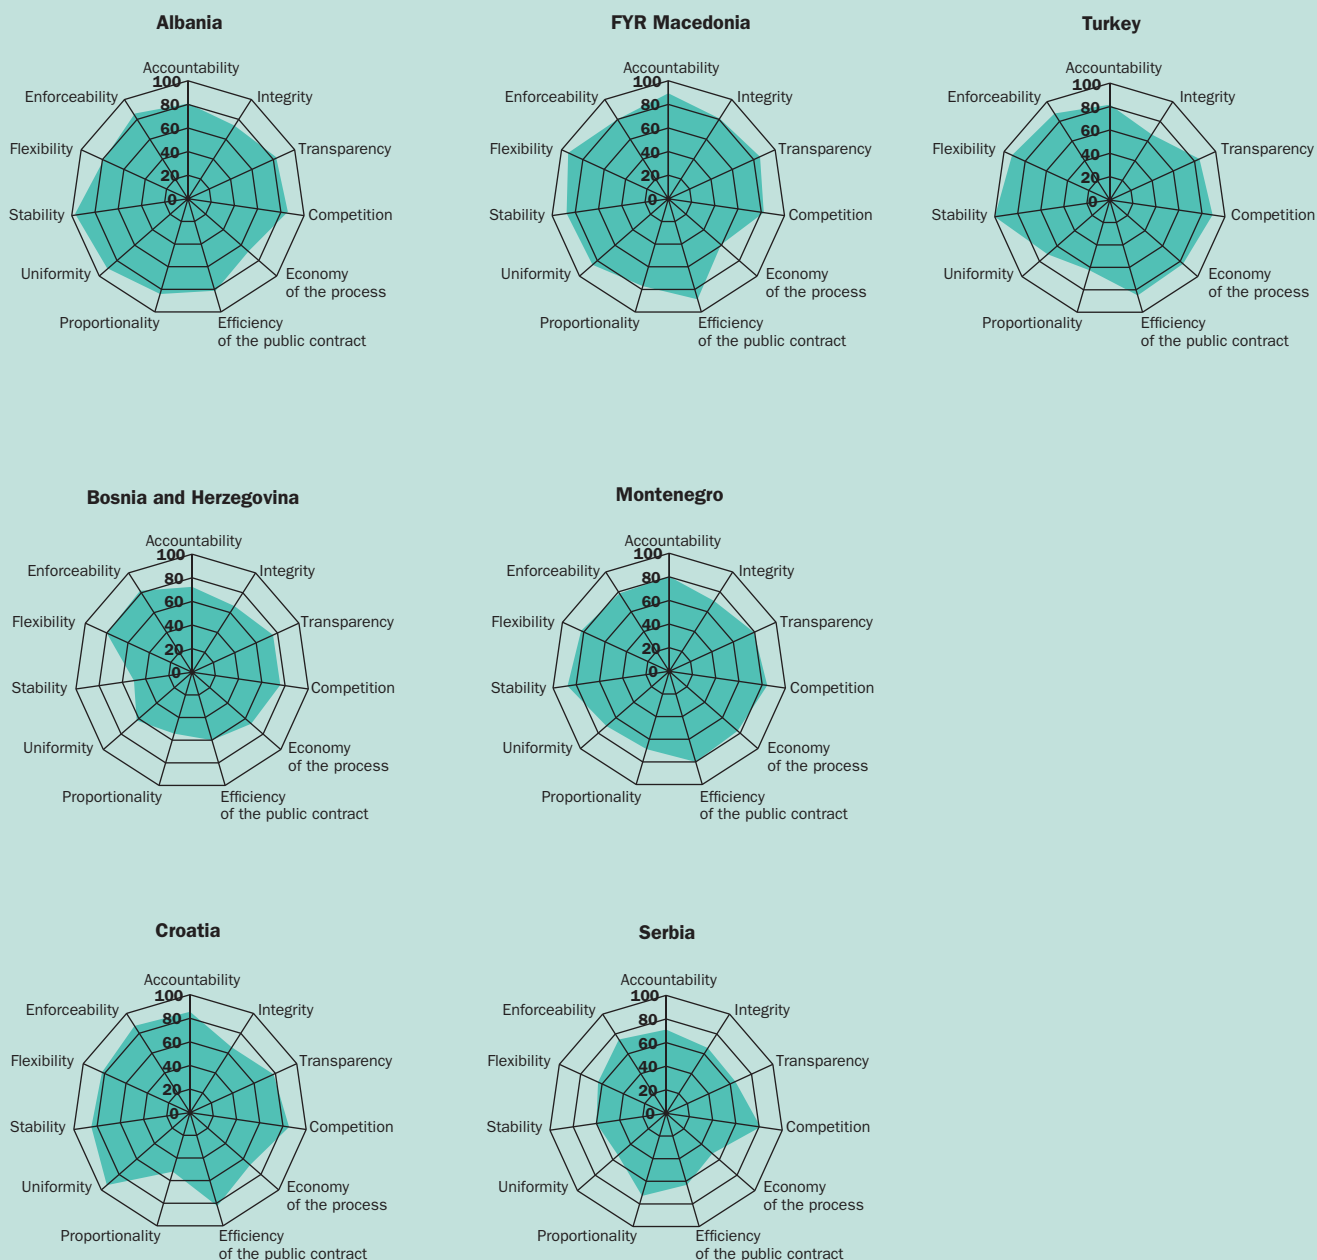 Albania
Accountability
Integrity
Transparency
Competition
Economy
of the process
Efficiency
of the public contract
Proportionality
Uniformity
Stability
Flexibility
Enforceability
100
80
60
40
20
0
FYR Macedonia
Accountability
Integrity
Transparency
Competition
Economy
of the process
Efficiency
of the public contract
Proportionality
Uniformity
Stability
Flexibility
Enforceability
100
80
60
40
20
0
Turkey
Accountability
Integrity
Transparency
Competition
Economy
of the process
Efficiency
of the public contract
Proportionality
Uniformity
Stability
Flexibility
Enforceability
100
80
60
40
20
0
Bosnia and Herzegovina
Accountability
Integrity
Transparency
Competition
Economy
of the process
Efficiency
of the public contract
Proportionality
Uniformity
Stability
Flexibility
Enforceability
100
80
60
40
20
0
Montenegro
Accountability
Integrity
Transparency
Competition
Economy
of the process
Efficiency
of the public contract
Proportionality
Uniformity
Stability
Flexibility
Enforceability
100
80
60
40
20
0
Croatia
Accountability
Integrity
Transparency
Competition
Economy
of the process
Efficiency
of the public contract
Proportionality
Uniformity
Stability
Flexibility
Enforceability
100
80
60
40
20
0
Serbia
Accountability
Integrity
Transparency
Competition
Economy
of the process
Efficiency
of the public contract
Proportionality
Uniformity
Stability
Flexibility
Enforceability
100
80
60
40
20
0